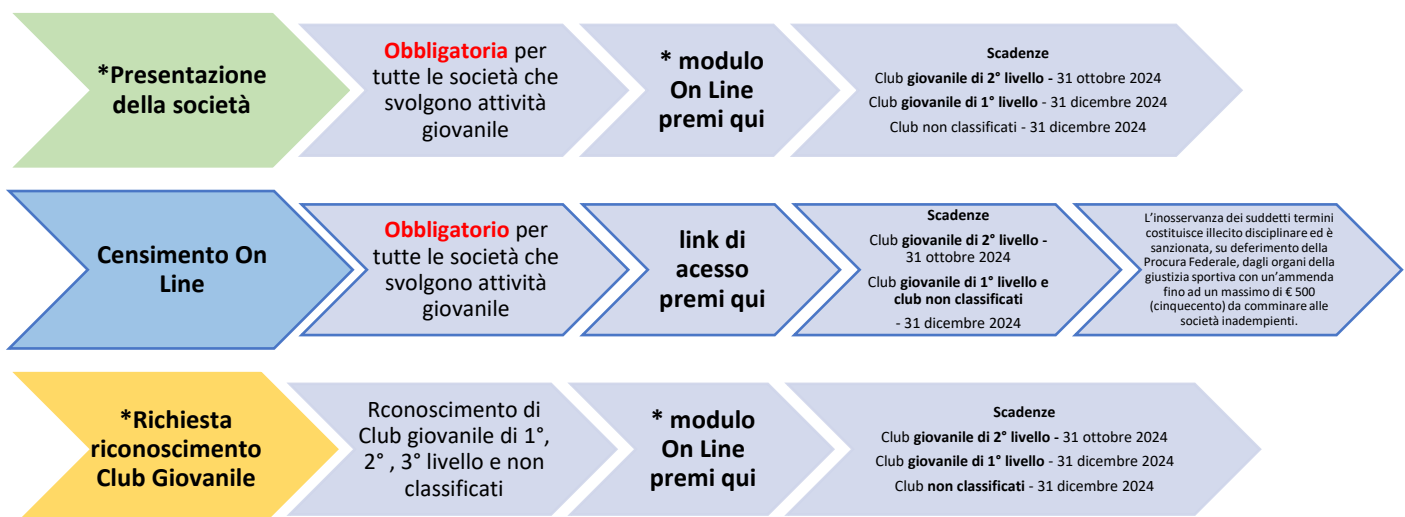 *Presentazione
della società
Obbligatoria per
tutte le società che
svolgono attività
giovanile
* modulo
On Line
premi qui
Scadenze
Club giovanile di 2° livello - 31 ottobre 2024
Club giovanile di 1° livello - 31 dicembre 2024
Club non classificati - 31 dicembre 2024
Censimento On
Line
Obbligatorio per
tutte le società che
svolgono attività
giovanile
link di
acesso
premi qui
Scadenze
Club giovanile di 2° livello -
31 ottobre 2024
Club giovanile di 1° livello e
club non classificati
- 31 dicembre 2024
L'inosservanza dei suddetti termini
costituisce illecito disciplinare ed è
sanzionata, su deferimento della
Procura Federale, dagli organi della
giustizia sportiva con un'ammenda
fino ad un massimo di € 500
(cinquecento) da comminare alle
società inadempienti.
*Richiesta
riconoscimento
Club Giovanile
Rconoscimento di
Club giovanile di 1°,
2° , 3° livello e non
classificati
* modulo
On Line
premi qui
Scadenze
Club giovanile di 2° livello - 31 ottobre 2024
Club giovanile di 1° livello - 31 dicembre 2024
Club non classificati - 31 dicembre 2024